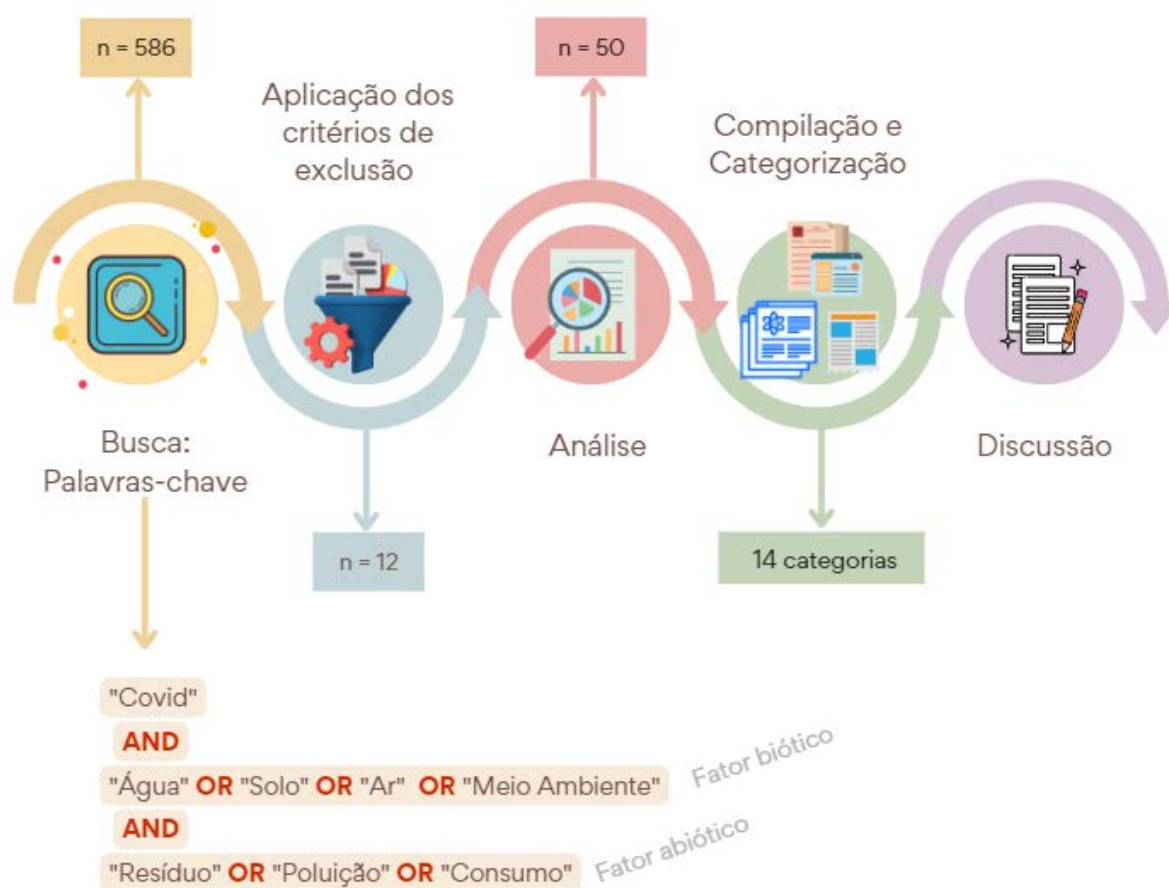 n = 586
Aplicação dos
critérios de
exclusão
n = 50
Compilação e
Categorização
Busca:
Palavras-chave
Análise
Discussão
n = 12
14 categorias
"Covid"
AND
"Água" OR "Solo" OR "Ar" OR "Meio Ambiente"
Fator biótico
AND
"Resíduo" OR "Poluição" OR "Consumo"
Fator abiótico